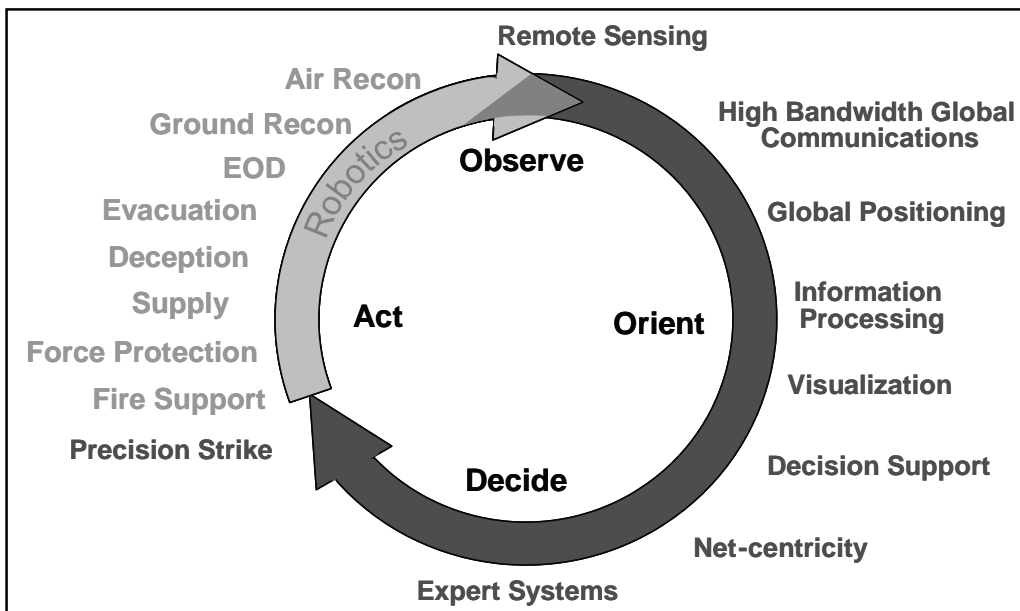 Remote Sensing
Air Recon
High Bandwidth Global
Communications
Ground Recon
Robotics
Observe
EOD
Evacuation
Global Positioning
Deception
Supply
Information
Processing
Act
Orient
Force Protection
Visualization
Fire Support
Precision Strike
Decision Support
Decide
Net-centricity
Expert Systems